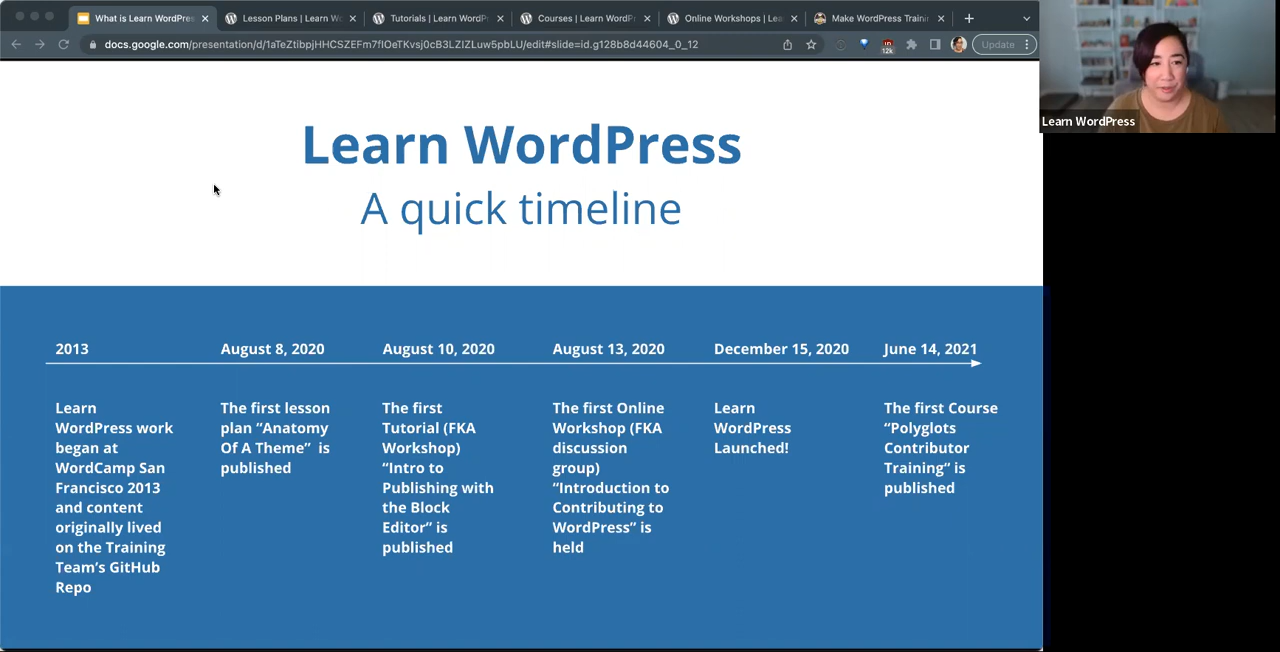 What is Learn WordPres
Lesson Plans | Learn Wo
Tutorials | Learn WordPr
Courses | Learn WordPr
Online Workshops | Lea
Make WordPress Trainin
docs.google.com/presentation/d/1aTeZtibpjHHCSZEFm7fIOeTKvsj0cB3LZIZLuw5pbLU/edit#slide=id.g128b8d44604_0_12
12k
Update
Learn WordPress
Learn WordPress
A quick timeline
2013
Learn
WordPress work
began at
WordCamp San
Francisco 2013
and content
originally lived
on the Training
Team's GitHub
Repo
August 8, 2020
The first lesson
plan “Anatomy
Of A Theme” is
published
August 10, 2020
The first
Tutorial (FKA
Workshop)
“Intro to
Publishing with
the Block
Editor” is
published
August 13, 2020
The first Online
Workshop (FKA
discussion
group)
“Introduction to
Contributing to
WordPress” is
held
December 15, 2020
Learn
WordPress
Launched!
June 14, 2021
The first Course
“Polyglots
Contributor
Training” is
published